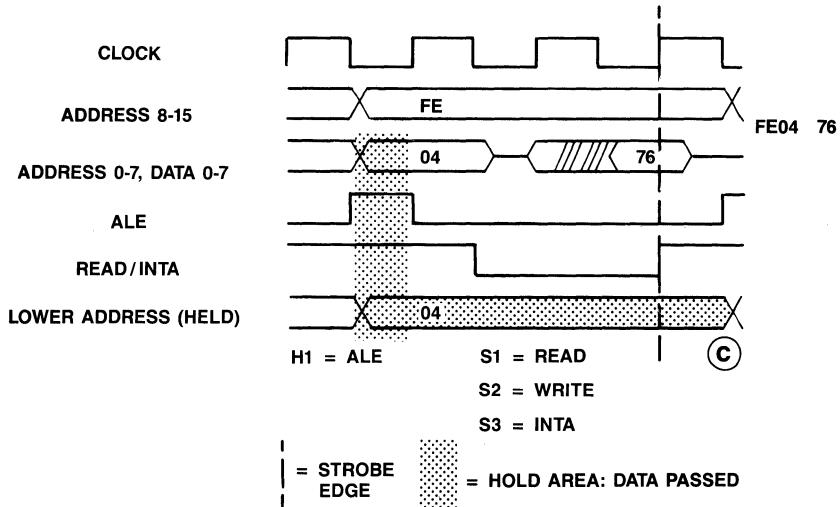 CLOCK
ADDRESS 8-15
FE
FE04 76
ADDRESS 0-7, DATA 0-7
04
76
ALE
READ/INTA
LOWER ADDRESS (HELD)
04
H1 = ALE
S1 = READ
C
S2 = WRITE
S3 = INTA
= STROBE
EDGE
= HOLD AREA: DATA PASSED